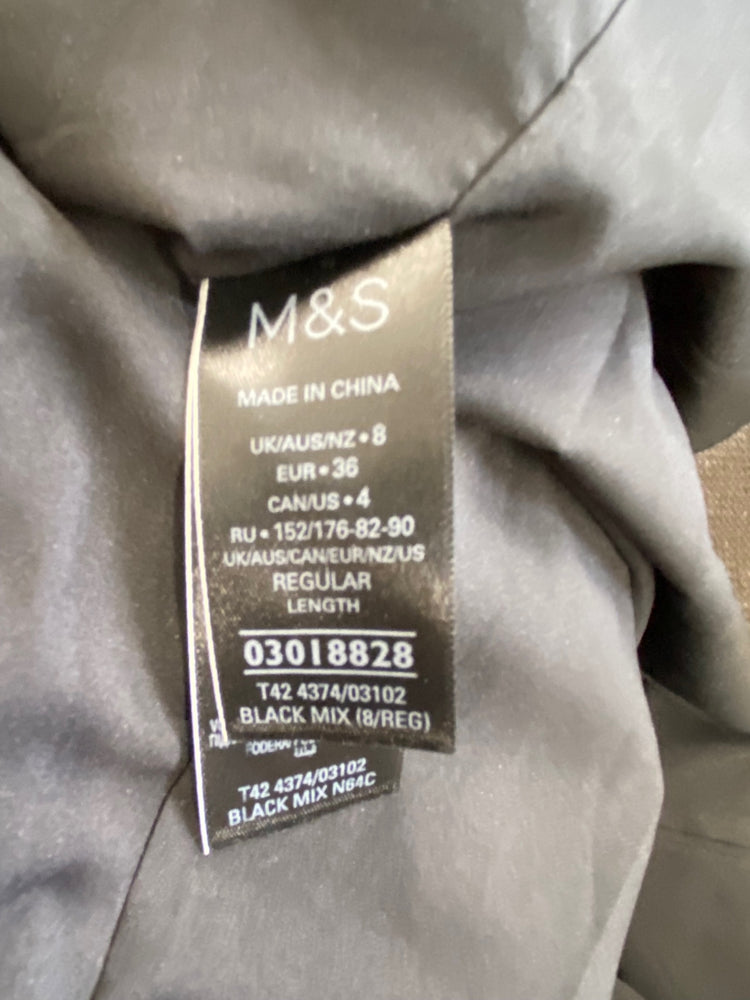 M&S
MADE IN CHINA
UK/AUS/NZ•8
EUR•36
CAN/US•4
RU•152/176-82-90
UK/AUS/CAN/EUR/NZ/US
REGULAR
LENGTH
03018828
T42 4374/03102
BLACK MIX (8/REG)
T42 4374/03102
BLACK MIX N64C